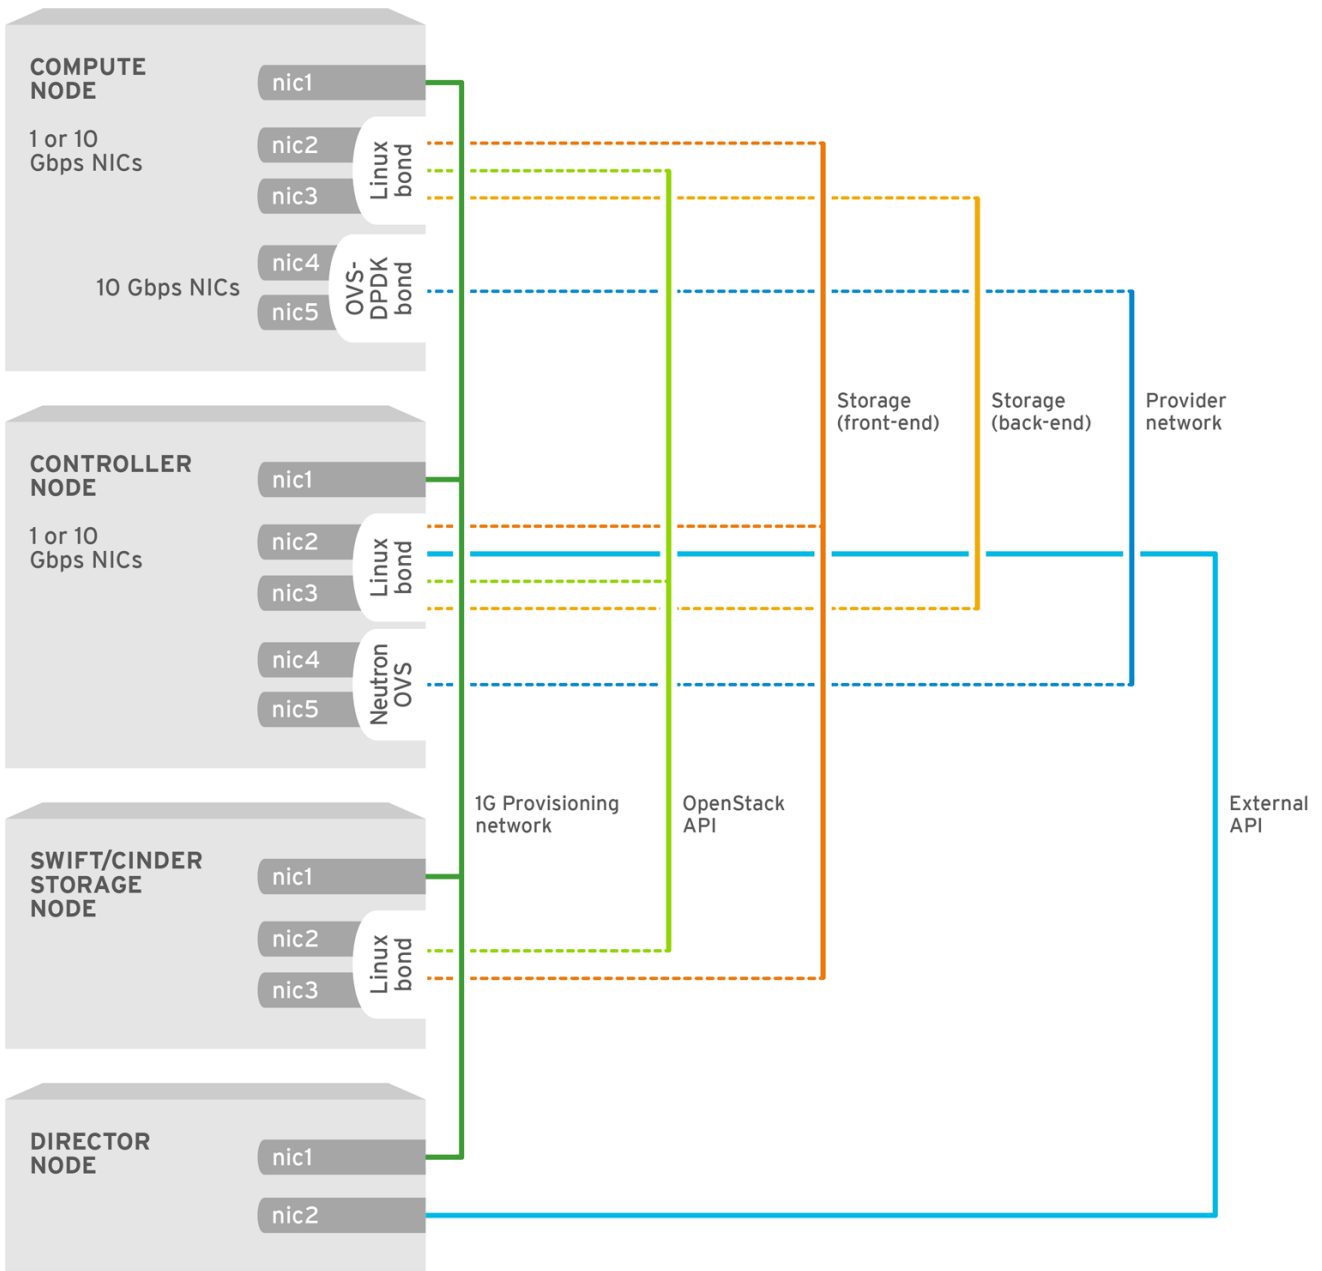 COMPUTE
NODE
nic1
1 or 10
Gbps NICs
nic2
nic3
Linux
bond
10 Gbps NICs
nic4
nic5
OVS-
DPDK
bond
Storage
(front-end)
Storage
(back-end)
Provider
network
CONTROLLER
NODE
nic1
1 or 10
Gbps NICs
nic2
nic3
Linux
bond
nic4
nic5
Neutron
OVS
1G Provisioning
network
OpenStack
API
External
API
SWIFT/CINDER
STORAGE
NODE
nic1
nic2
nic3
Linux
bond
DIRECTOR
NODE
nic1
nic2